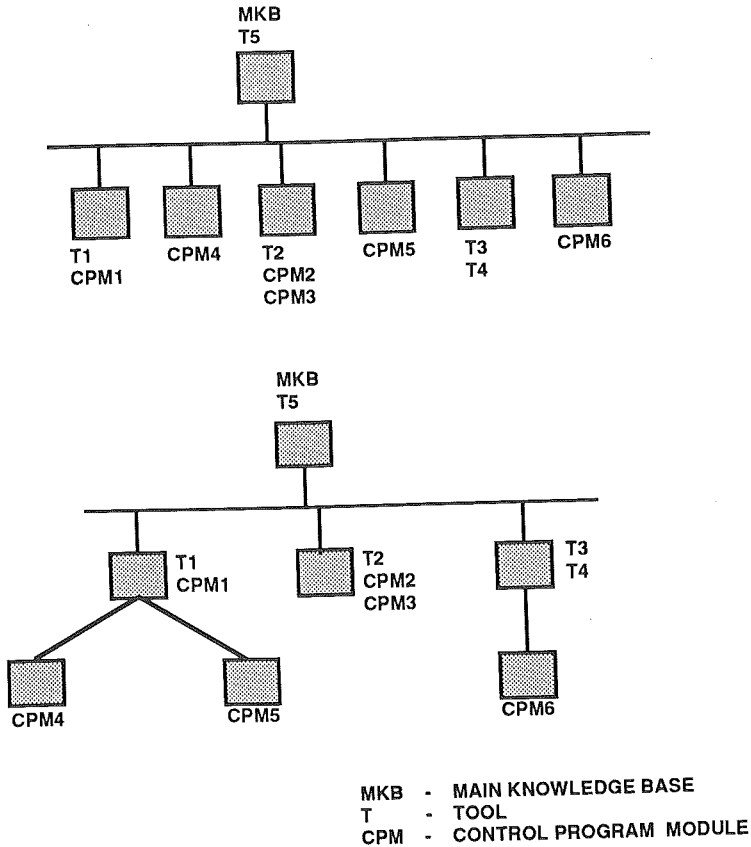 MKB
T5
T1
CPM1
CPM4
T2
CPM2
CPM3
CPM5
T3
T4
CPM6
MKB
T5
T1
CPM1
T2
CPM2
CPM3
T3
T4
CPM4
CPM5
CPM6
MKB - MAIN KNOWLEDGE BASE
T - TOOL
CPM - CONTROL PROGRAM MODULE